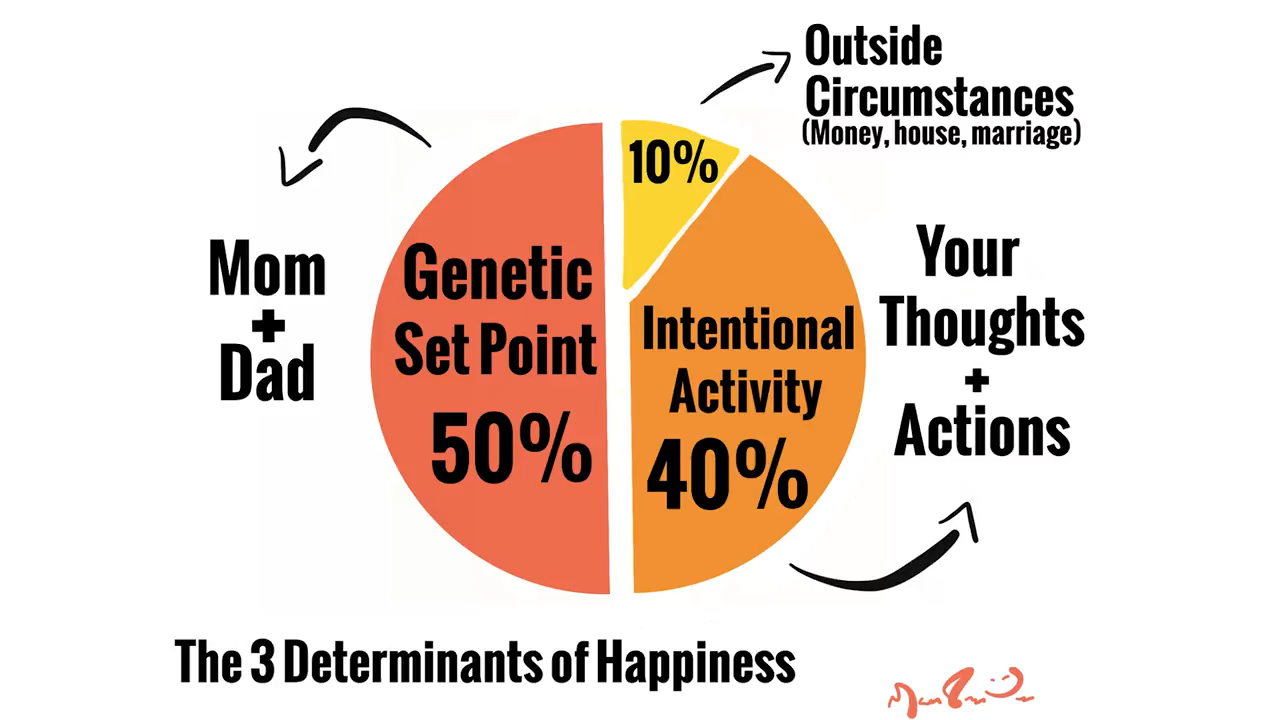 Outside
Circumstances
(Money, house, marriage)
10%
Mom
+
Dad
Genetic
Set Point
50%
Intentional
Activity
40%
Your
Thoughts
+
Actions
The 3 Determinants of Happiness